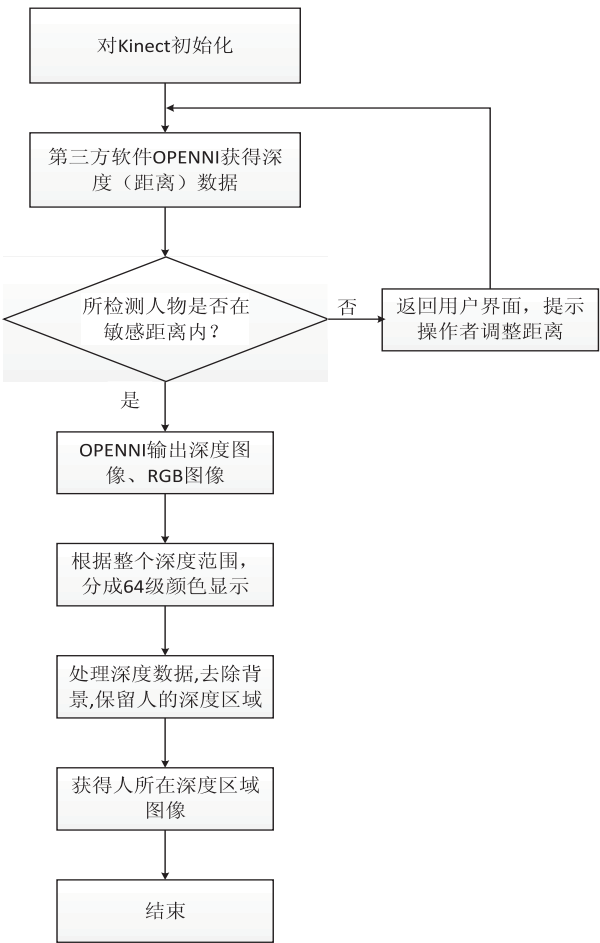 对Kinect初始化
第三方软件OPENNI获得深
度（距离）数据
所检测人物是否在
敏感距离内？
否
返回用户界面，提示
操作者调整距离
是
OPENNI输出深度图
像、RGB图像
根据整个深度范围，
分成64级颜色显示
处理深度数据,去除背
景,保留人的深度区域
获得人所在深度区域
图像
结束